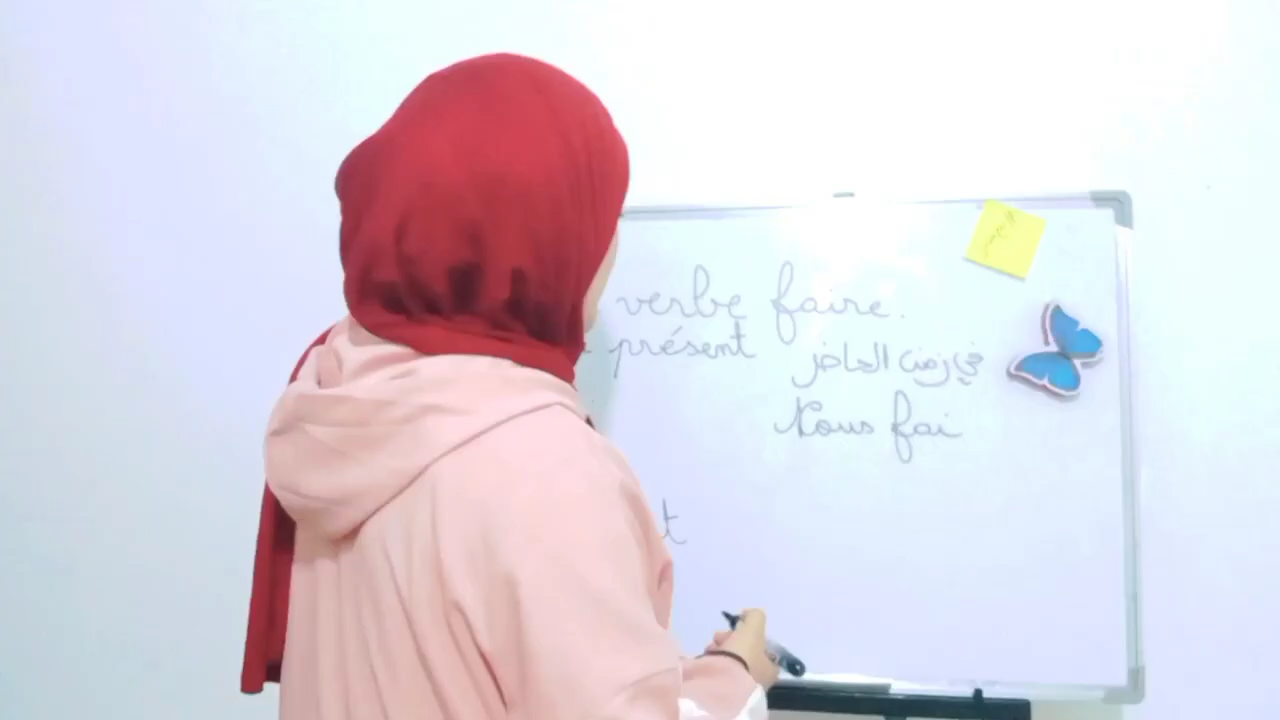 verbe faire.
présent في زمن الحاضر
Nous fai
t